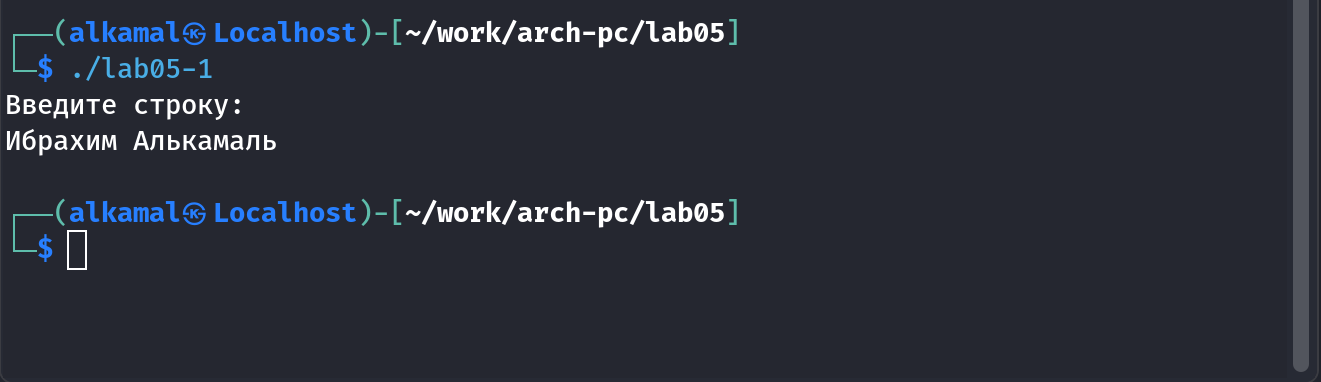 ┌──(alkamal㉿Localhost)-[~/work/arch-pc/lab05]
└─$ ./lab05-1
Введите строку:
Ибрахим Алькамаль
┌──(alkamal㉿Localhost)-[~/work/arch-pc/lab05]
└─$